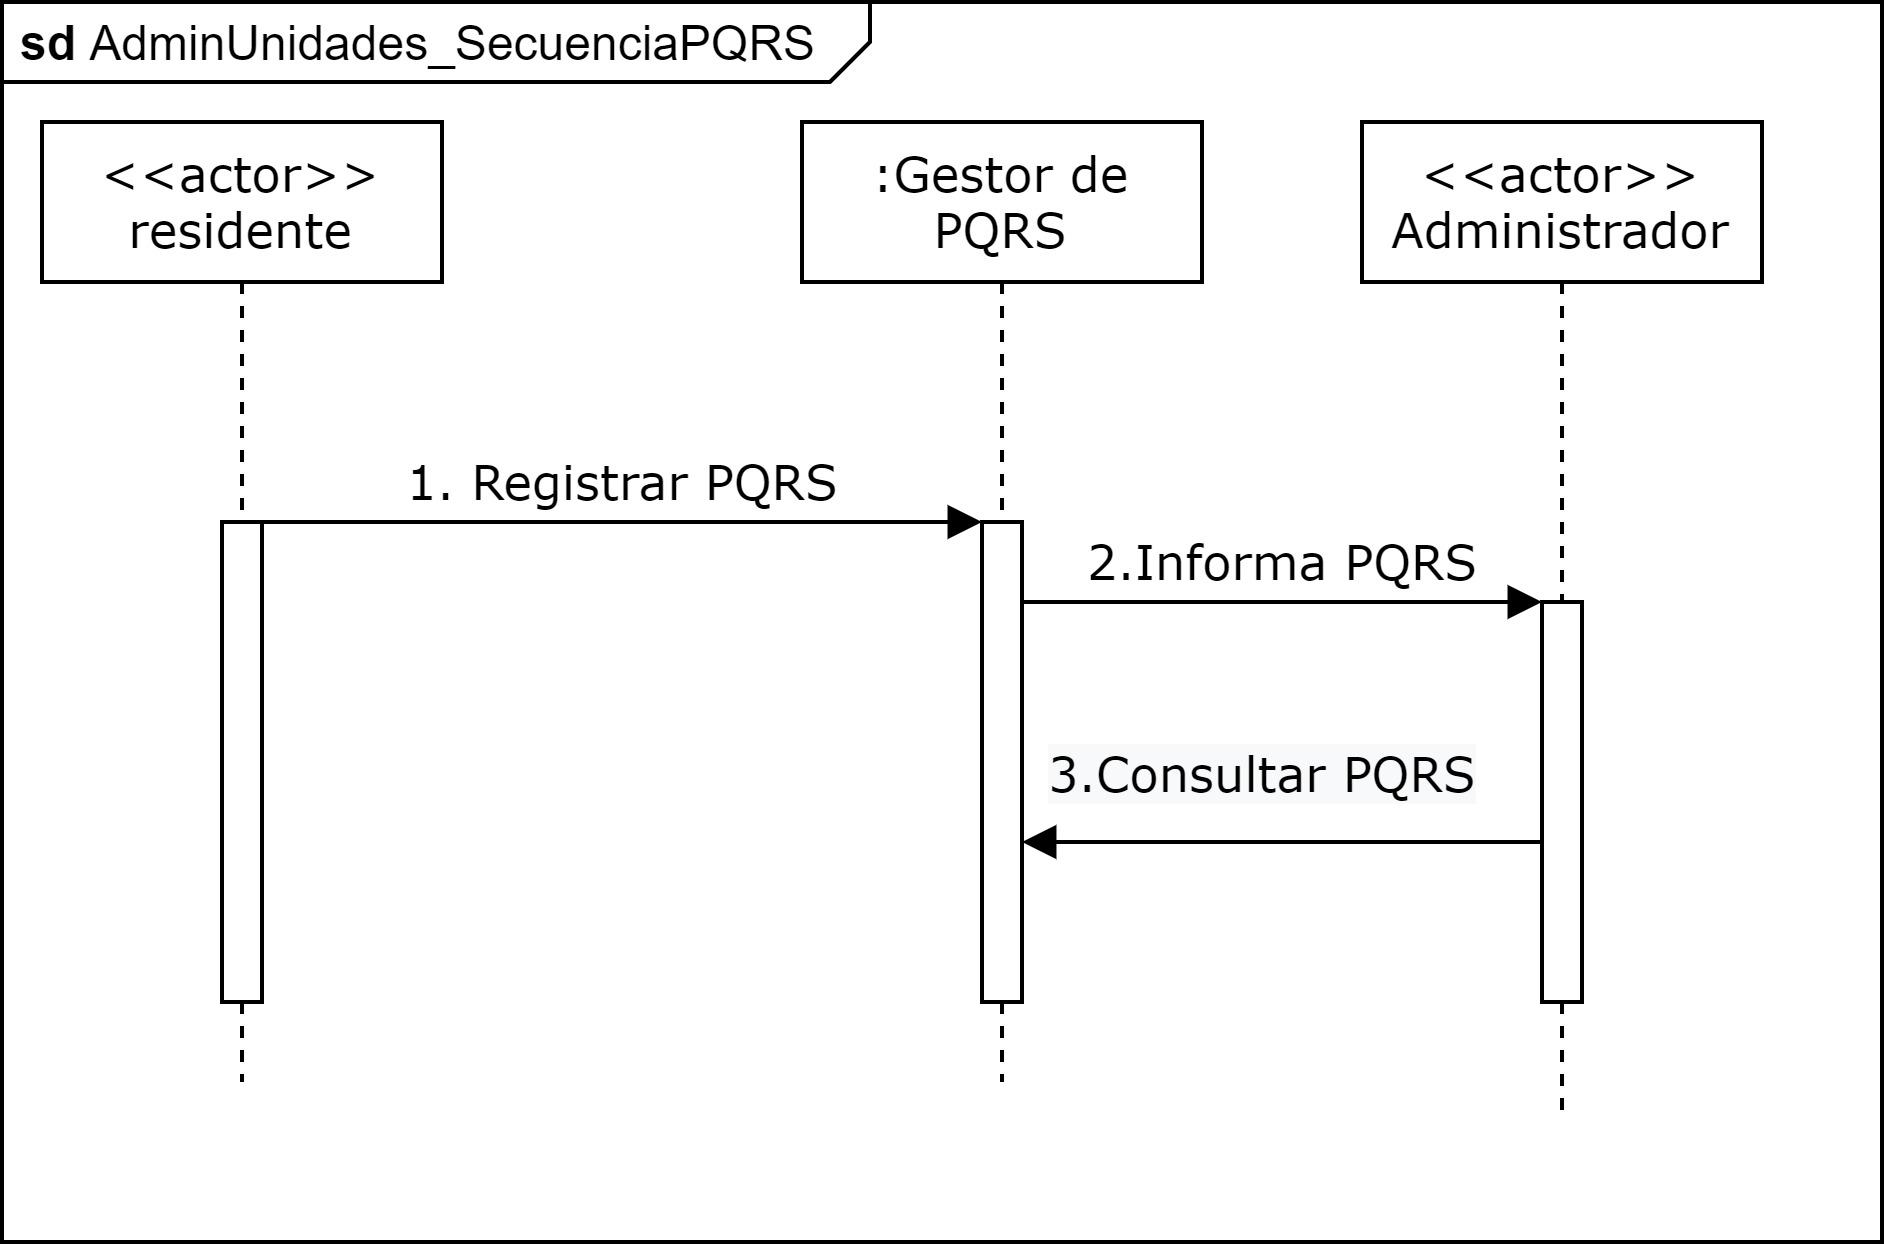 sd AdminUnidades_SecuenciaPQRS
<<actor>>
residente
:Gestor de
PQRS
<<actor>>
Administrador
1. Registrar PQRS
2.Informa PQRS
3.Consultar PQRS